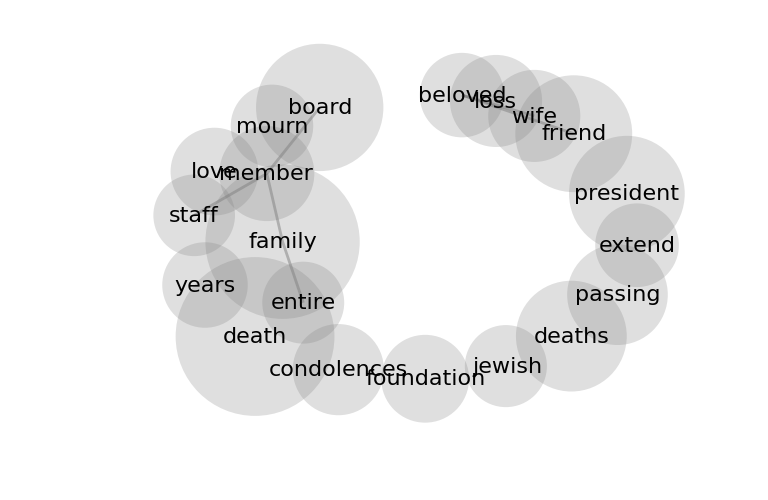 beloved
loss
board
wife
mourn
friend
love
member
president
staff
family
extend
years
passing
entire
death
deaths
jewish
condolences
foundation